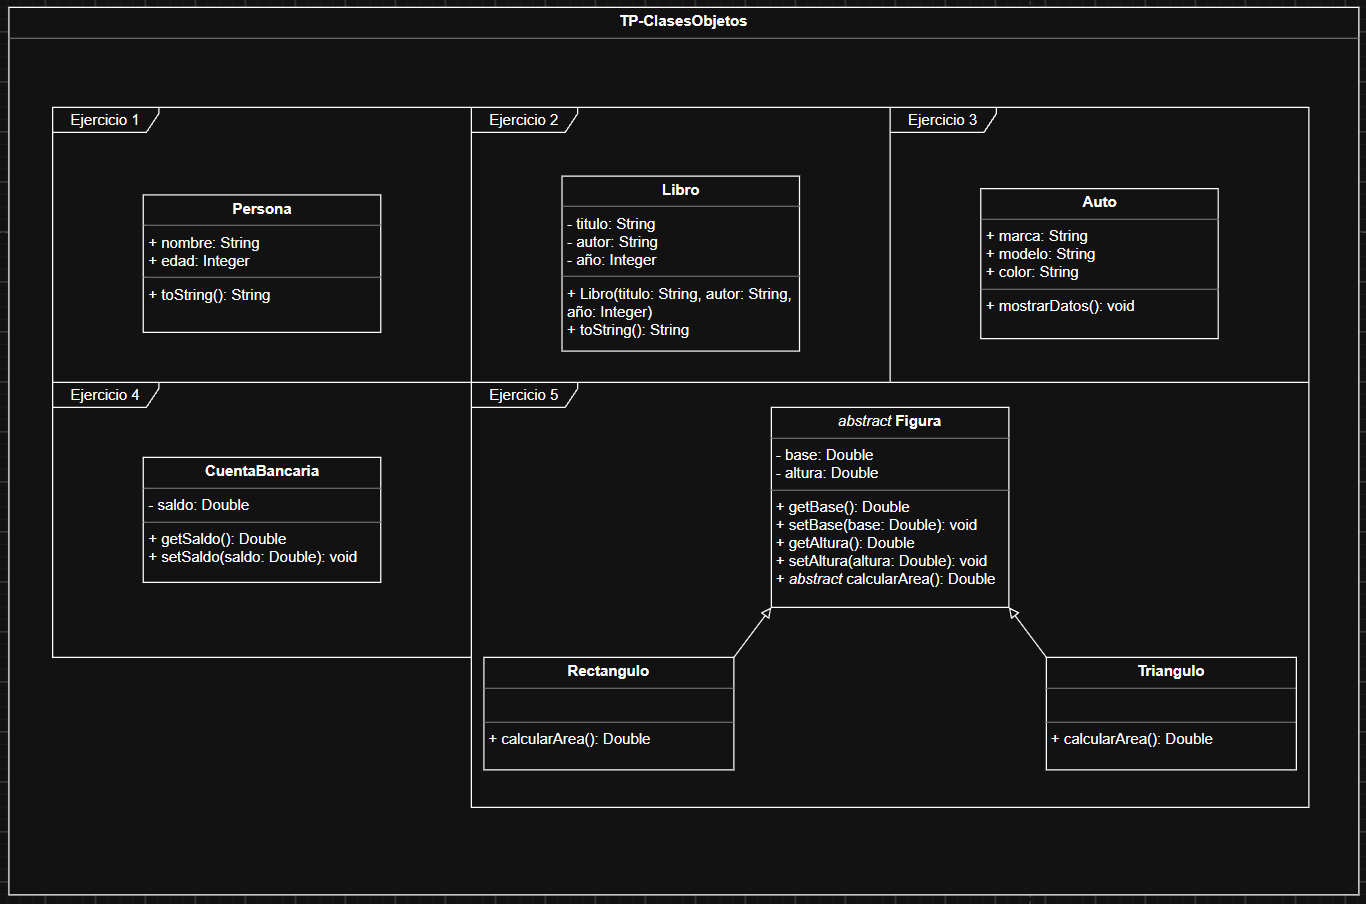 TP-ClasesObjetos
Ejercicio 1
Persona
+ nombre: String
+ edad: Integer
+ toString(): String
Ejercicio 2
Libro
- titulo: String
- autor: String
- año: Integer
+ Libro(titulo: String, autor: String,
año: Integer)
+ toString(): String
Ejercicio 3
Auto
+ marca: String
+ modelo: String
+ color: String
+ mostrarDatos(): void
Ejercicio 4
CuentaBancaria
- saldo: Double
+ getSaldo(): Double
+ setSaldo(saldo: Double): void
Ejercicio 5
abstract Figura
- base: Double
- altura: Double
+ getBase(): Double
+ setBase(base: Double): void
+ getAltura(): Double
+ setAltura(altura: Double): void
+ abstract calcularArea(): Double
Rectangulo
+ calcularArea(): Double
Triangulo
+ calcularArea(): Double